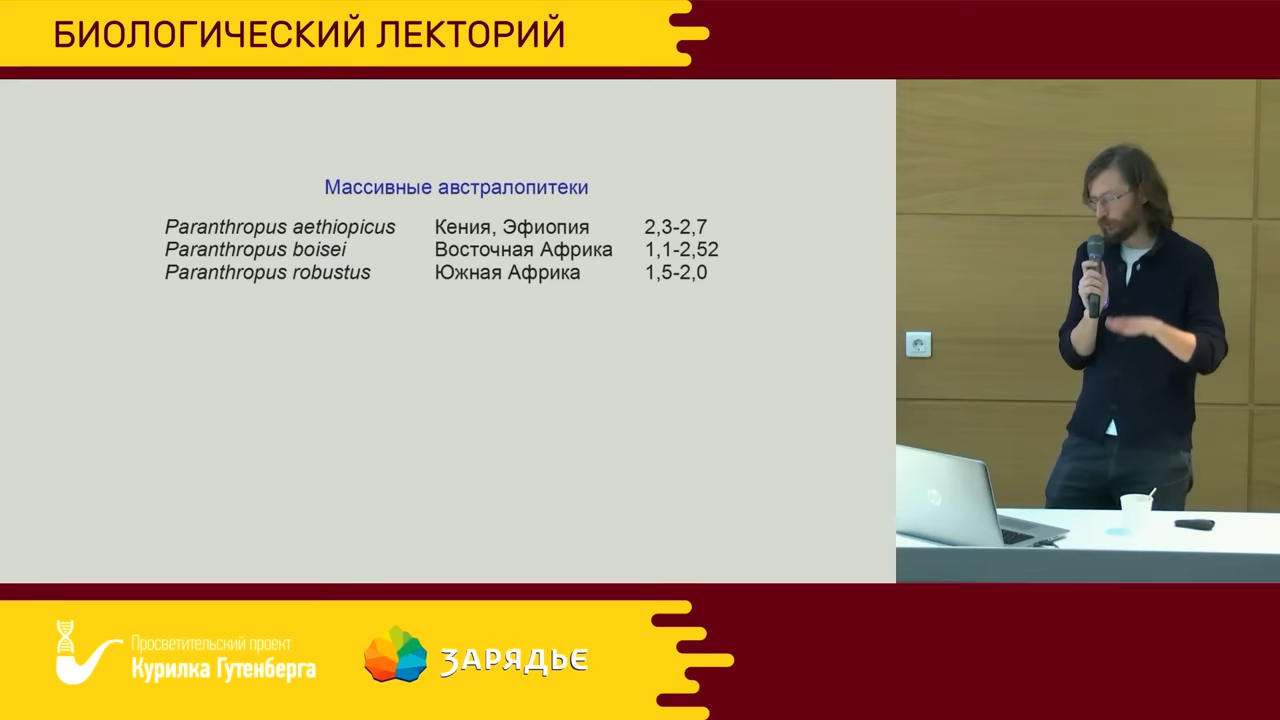 БИОЛОГИЧЕСКИЙ ЛЕКТОРИЙ
Массивные австралопитеки
Paranthropus aethiopicus Кения, Эфиопия 2,3-2,7
Paranthropus boisei Восточная Африка 1,1-2,52
Paranthropus robustus Южная Африка 1,5-2,0
Просветительский проект
Курилка Гутенберга
ЗАРЯДЬЕ
hp